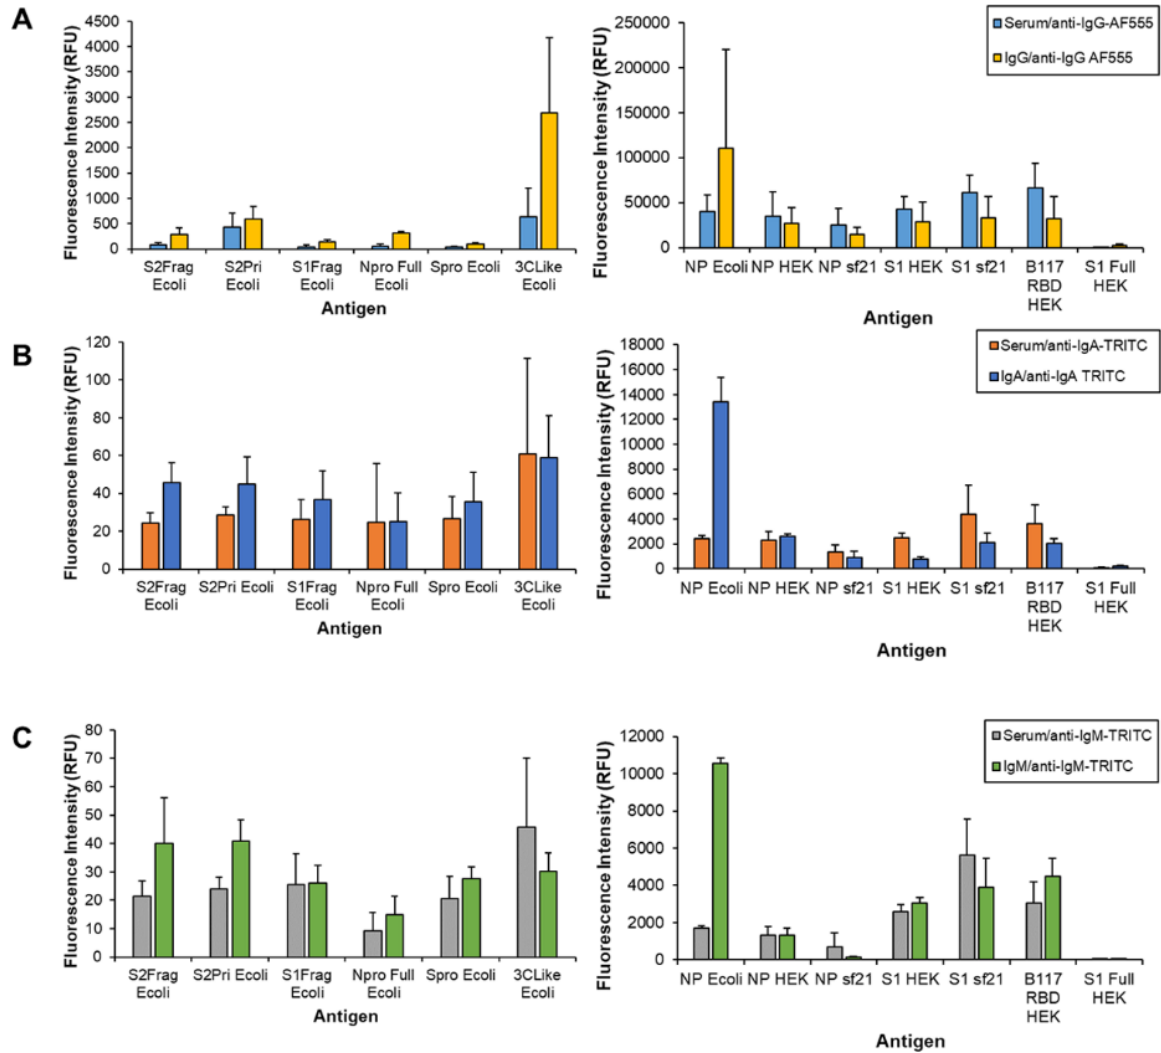 A
Fluorescence Intensity (RFU)
4500
4000
3500
3000
2500
2000
1500
1000
500
0
S2Frag
Ecoli
S2Pri
Ecoli
S1Frag
Ecoli
Npro Full
Ecoli
Spro Ecoli
3CLike
Ecoli
Antigen
Fluorescence Intensity (RFU)
250000
200000
150000
100000
50000
0
NP Ecoli
NP HEK
NP sf21
S1 HEK
S1 sf21
B117
RBD
HEK
S1 Full
HEK
Antigen
Serum/anti-IgG-AF555
IgG/anti-IgG AF555
B
Fluorescence Intensity (RFU)
120
100
80
60
40
20
0
S2Frag
Ecoli
S2Pri Ecoli
S1Frag
Ecoli
Npro Full
Ecoli
Spro Ecoli
3CLike
Ecoli
Antigen
Fluorescence Intensity (RFU)
18000
16000
14000
12000
10000
8000
6000
4000
2000
0
NP Ecoli
NP HEK
NP sf21
S1 HEK
S1 sf21
B117
RBD
HEK
S1 Full
HEK
Antigen
Serum/anti-IgA-TRITC
IgA/anti-IgA TRITC
C
Fluorescence Intensity (RFU)
80
70
60
50
40
30
20
10
0
S2Frag
Ecoli
S2Pri Ecoli
S1Frag
Ecoli
Npro Full
Ecoli
Spro Ecoli
3CLike
Ecoli
Antigen
Fluorescence Intensity (RFU)
12000
10000
8000
6000
4000
2000
0
NP Ecoli
NP HEK
NP sf21
S1 HEK
S1 sf21
B117
RBD
HEK
S1 Full
HEK
Antigen
Serum/anti-IgM-TRITC
IgM/anti-IgM-TRITC